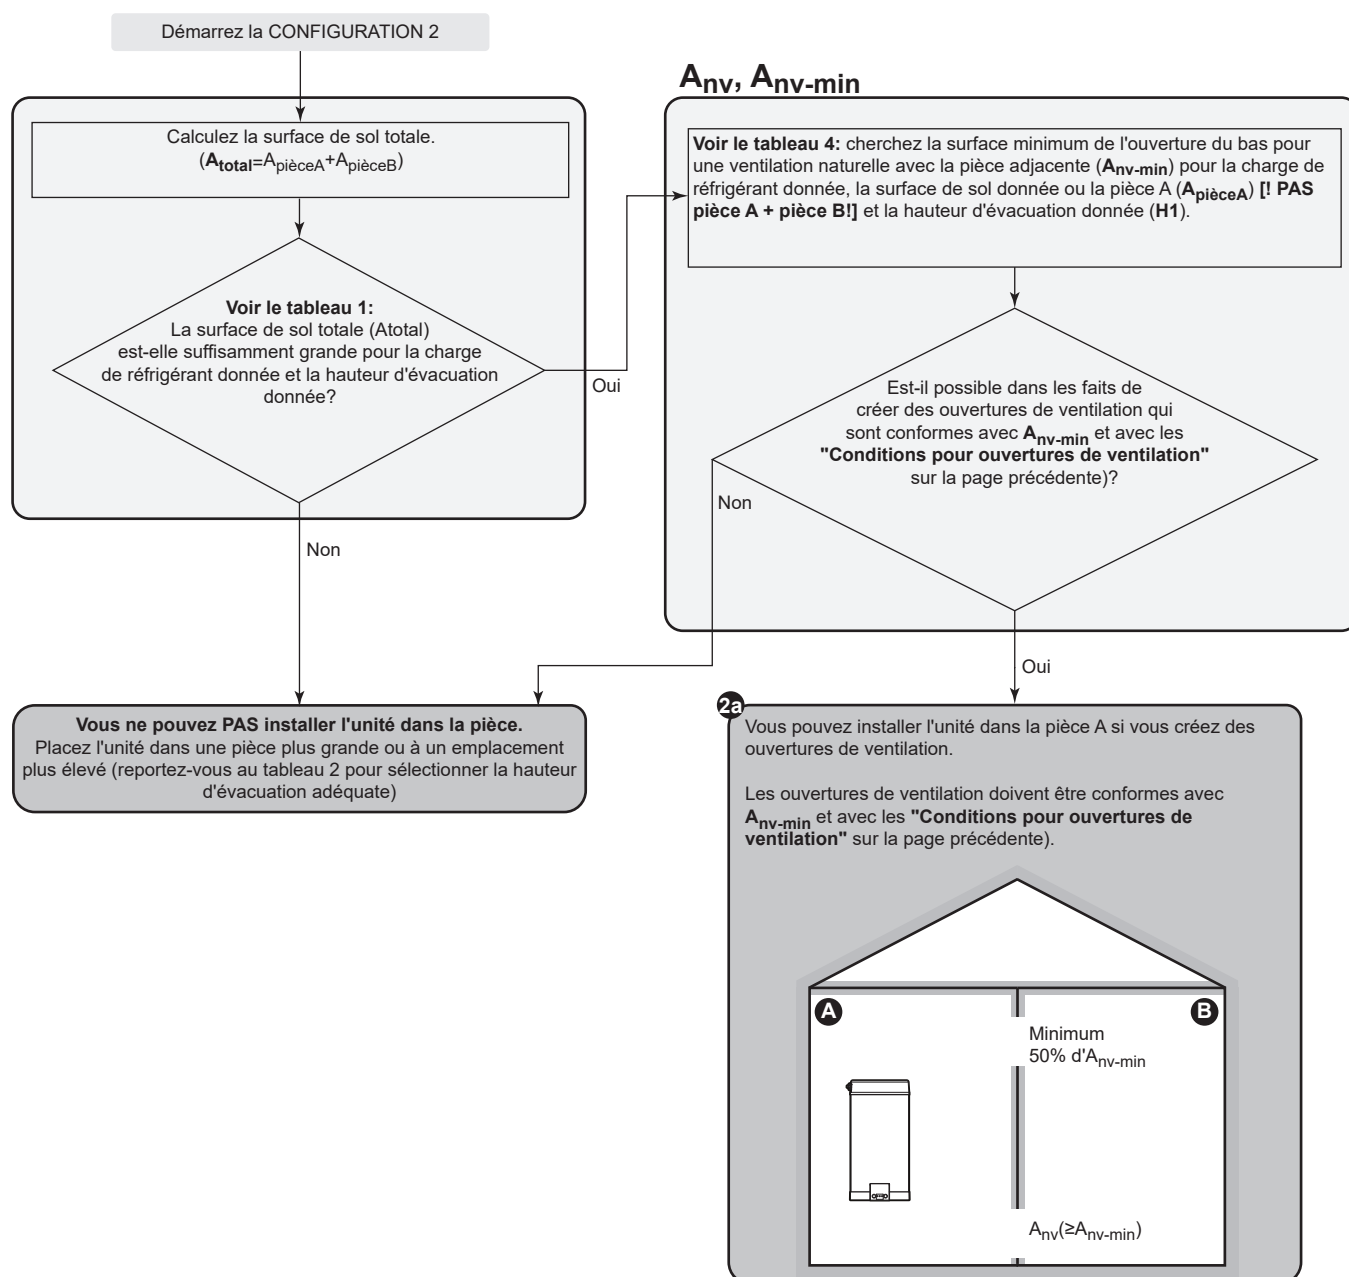 Démarrez la CONFIGURATION 2
Calculez la surface de sol totale.
(Atotal=ApièceA+ApièceB)
Voir le tableau 1:
La surface de sol totale (Atotal)
est-elle suffisamment grande pour la charge
de réfrigérant donnée et la hauteur d'évacuation
donnée?
Oui
Non
Anv, Anv-min
Voir le tableau 4: cherchez la surface minimum de l'ouverture du bas pour
une ventilation naturelle avec la pièce adjacente (Anv-min) pour la charge de
réfrigérant donnée, la surface de sol donnée ou la pièce A (ApièceA) [! PAS
pièce A + pièce B!] et la hauteur d'évacuation donnée (H1).
Est-il possible dans les faits de
créer des ouvertures de ventilation qui
sont conformes avec Anv-min et avec les
"Conditions pour ouvertures de ventilation"
sur la page précédente)?
Non
Oui
Vous ne pouvez PAS installer l'unité dans la pièce.
Placez l'unité dans une pièce plus grande ou à un emplacement
plus élevé (reportez-vous au tableau 2 pour sélectionner la hauteur
d'évacuation adéquate)
2a
Vous pouvez installer l'unité dans la pièce A si vous créez des
ouvertures de ventilation.
Les ouvertures de ventilation doivent être conformes avec
Anv-min et avec les "Conditions pour ouvertures de
ventilation" sur la page précédente).
A
B
Minimum
50% d'Anv-min
Anv(≥Anv-min)